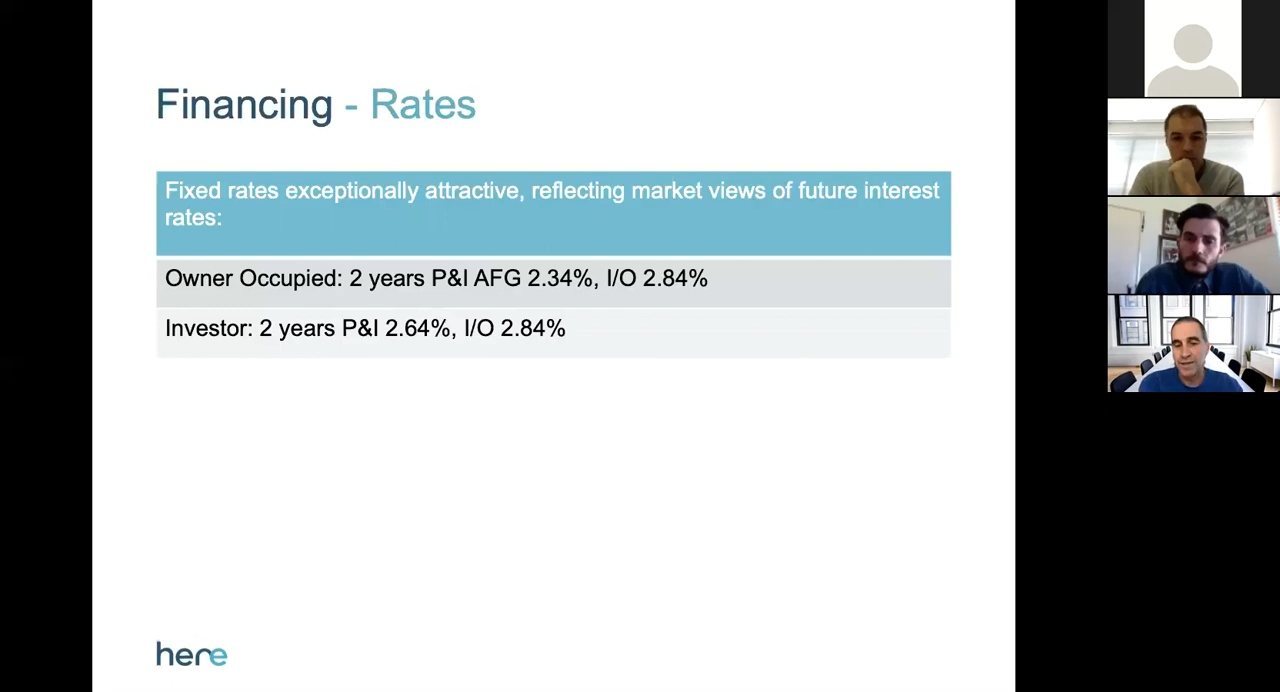 Financing - Rates
Fixed rates exceptionally attractive, reflecting market views of future interest
rates:
Owner Occupied: 2 years P&I AFG 2.34%, I/O 2.84%
Investor: 2 years P&I 2.64%, I/O 2.84%
here